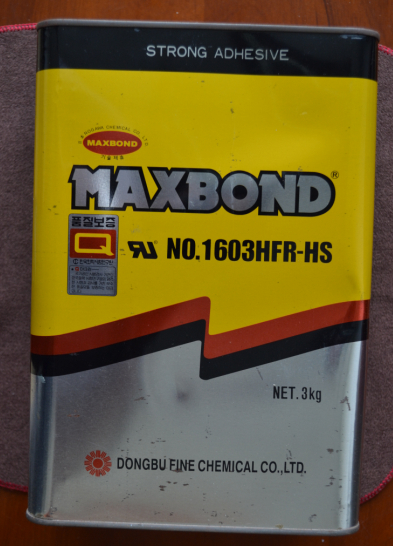 STRONG ADHESIVE
MAXBOND
MAXBOND®
품질보증
Q
NO.1603HFR-HS
NET. 3kg
DONGBU FINE CHEMICAL CO.,LTD.